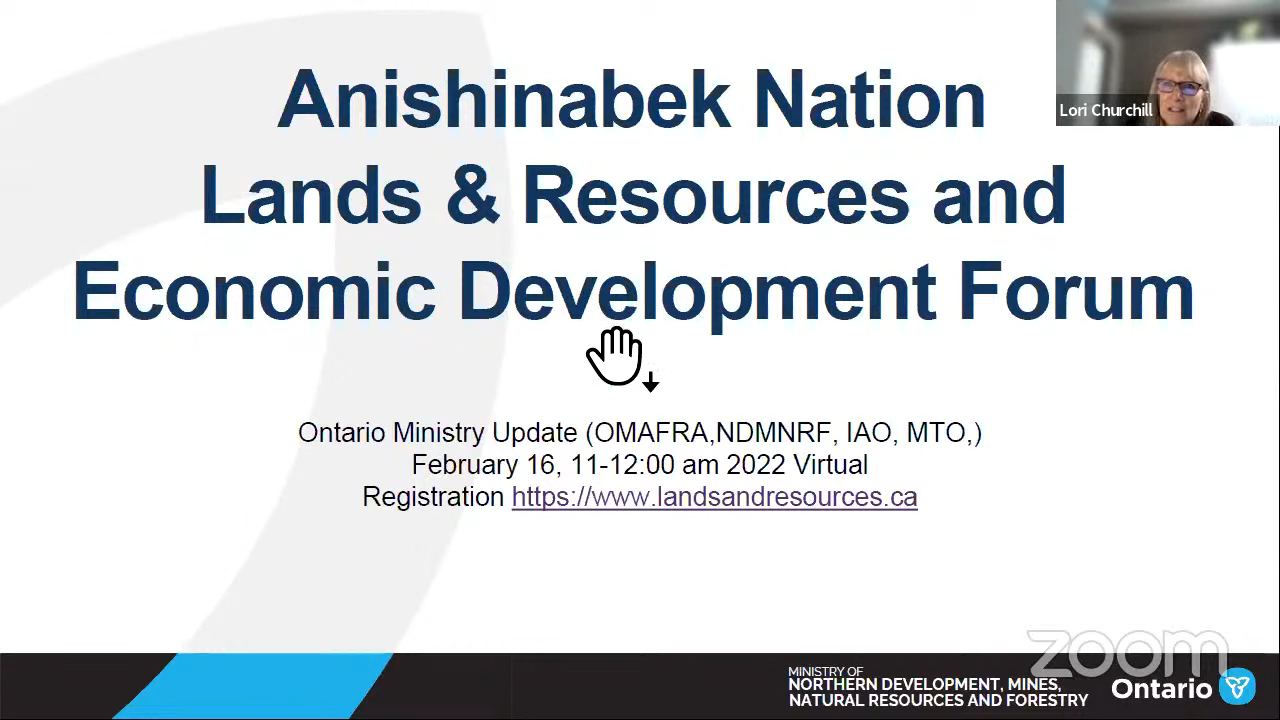 Anishinabek Nation
Lands & Resources and
Economic Development Forum
Lori Churchill
Ontario Ministry Update (OMAFRA,NDMNRF, IAO, MTO,)
February 16, 11-12:00 am 2022 Virtual
Registration https://www.landsandresources.ca
zoom
MINISTRY OF
NORTHERN DEVELOPMENT, MINES,
NATURAL RESOURCES AND FORESTRY
Ontario